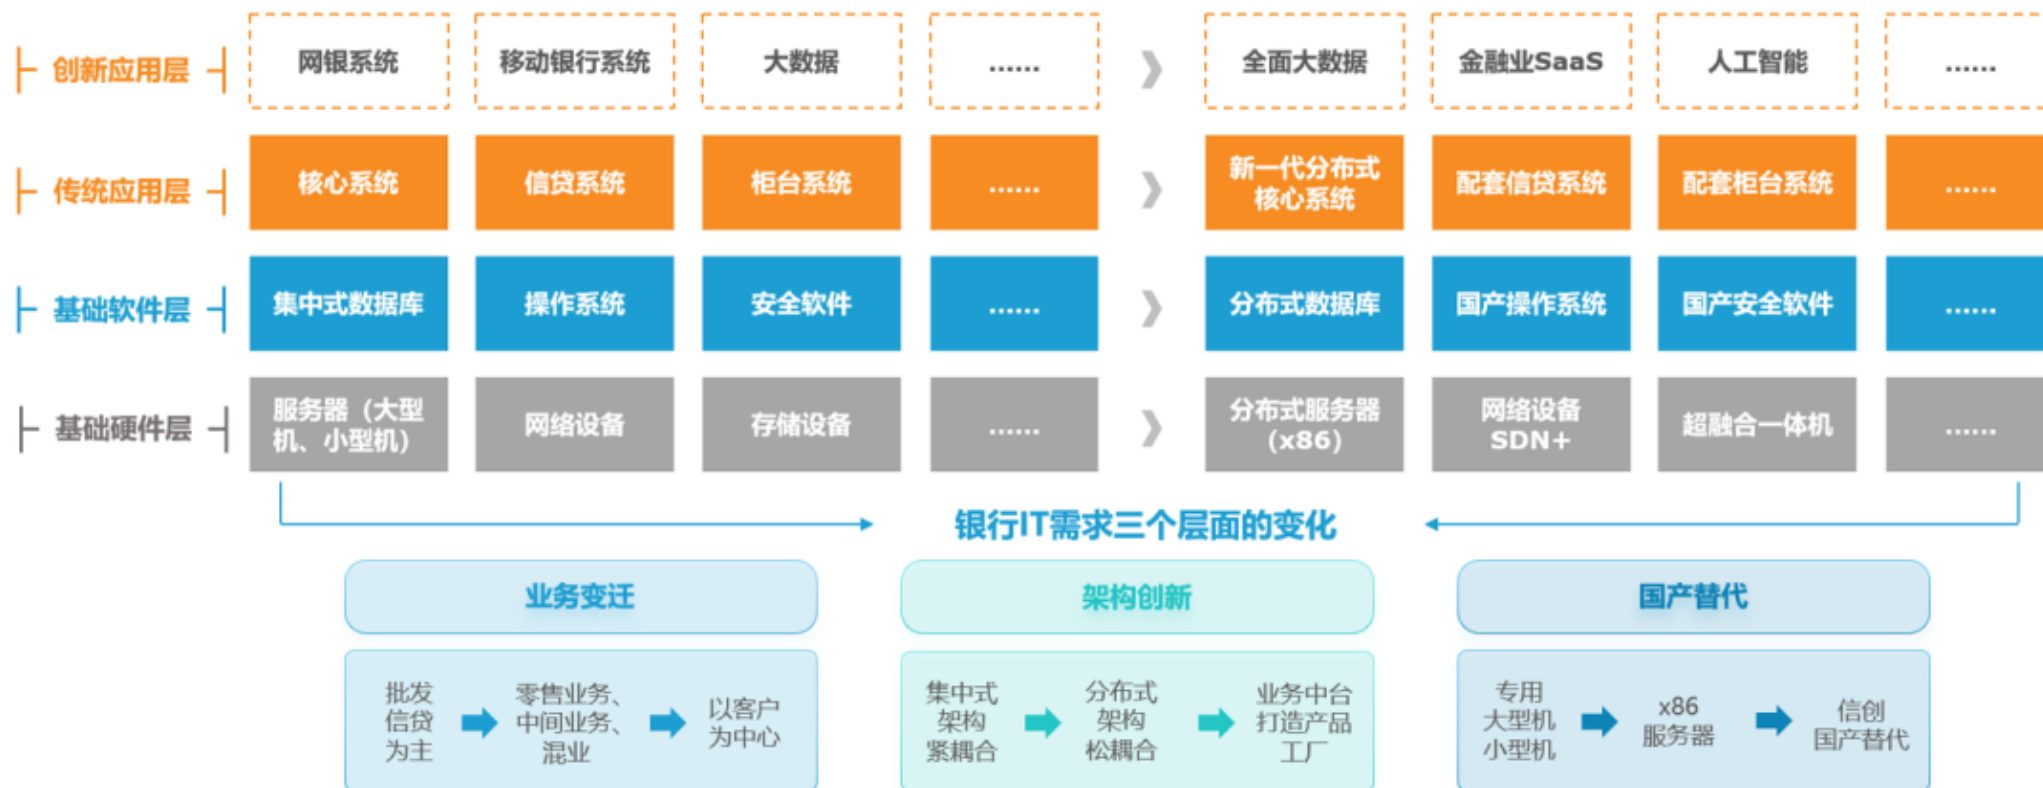 创新应用层
网银系统
移动银行系统
大数据
......
全面大数据
金融业SaaS
人工智能
......
传统应用层
核心系统
信贷系统
柜台系统
......
新一代分布式
核心系统
配套信贷系统
配套柜台系统
......
基础软件层
集中式数据库
操作系统
安全软件
......
分布式数据库
国产操作系统
国产安全软件
......
基础硬件层
服务器（大型
机、小型机）
网络设备
存储设备
......
分布式服务器
（x86）
网络设备
SDN+
超融合一体机
......
银行IT需求三个层面的变化
业务变迁
批发
信贷
为主
零售业务、
中间业务、
混业
以客户
为中心
架构创新
集中式
架构
紧耦合
分布式
架构
松耦合
业务中台
打造产品
工厂
国产替代
专用
大型机
小型机
x86
服务器
信创
国产替代